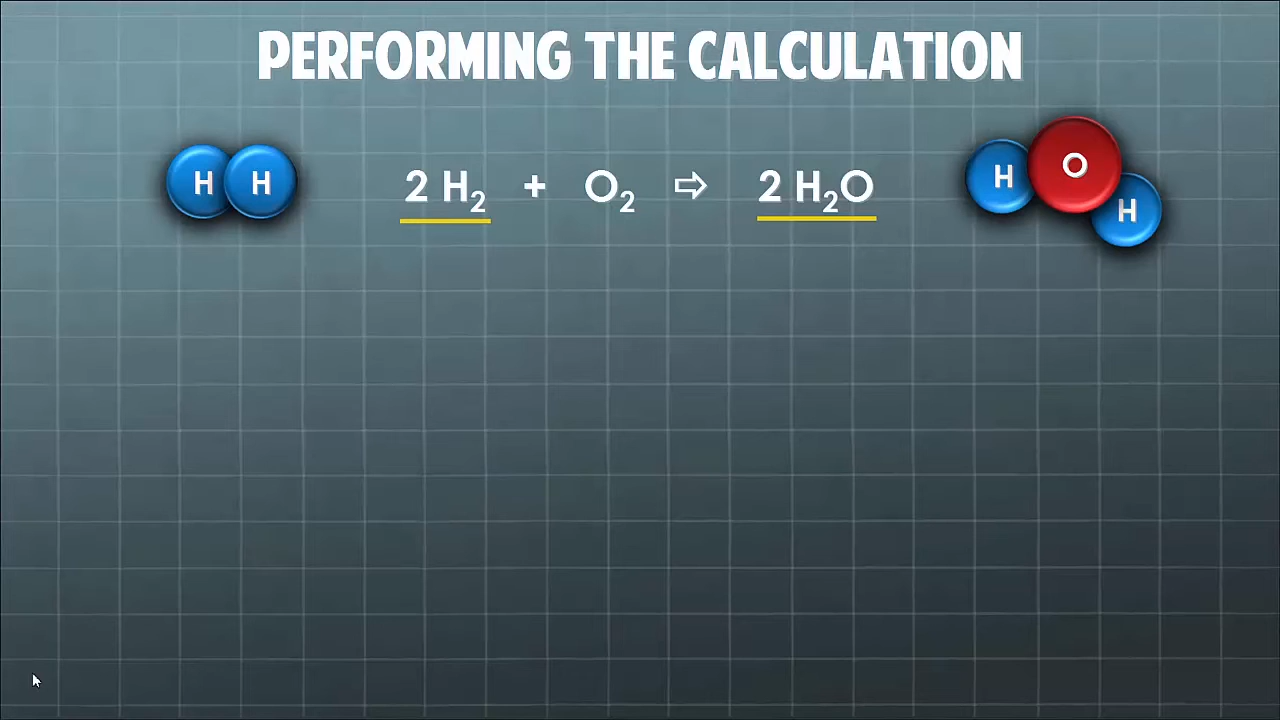 PERFORMING THE CALCULATION
H H 2 H₂ + O₂ ⇨ 2 H₂O H O H